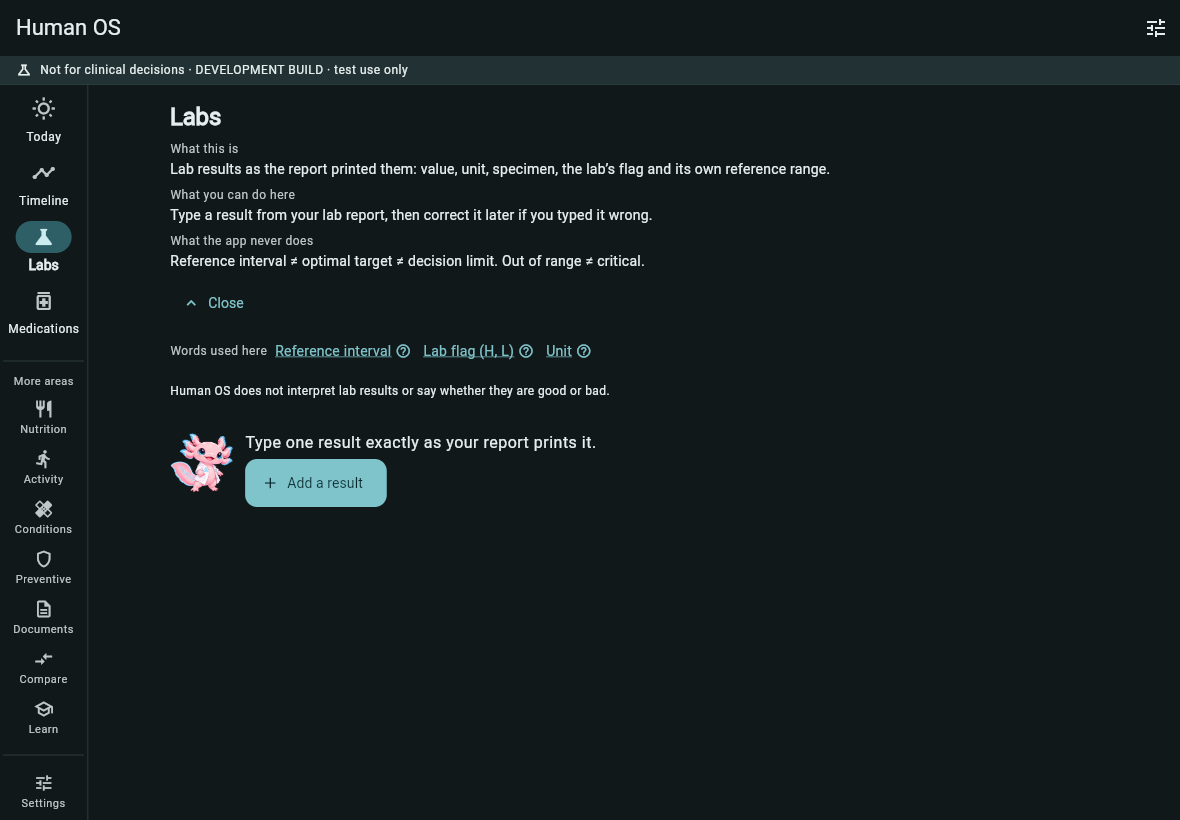 Human OS
Not for clinical decisions · DEVELOPMENT BUILD · test use only
Today
Timeline
Labs
Medications
More areas
Nutrition
Activity
Conditions
Preventive
Documents
Compare
Learn
Settings
Labs
What this is
Lab results as the report printed them: value, unit, specimen, the lab’s flag and its own reference range.
What you can do here
Type a result from your lab report, then correct it later if you typed it wrong.
What the app never does
Reference interval ≠ optimal target ≠ decision limit. Out of range ≠ critical.
Close
Words used here Reference interval ? Lab flag (H, L) ? Unit ?
Human OS does not interpret lab results or say whether they are good or bad.
Type one result exactly as your report prints it.
+ Add a result